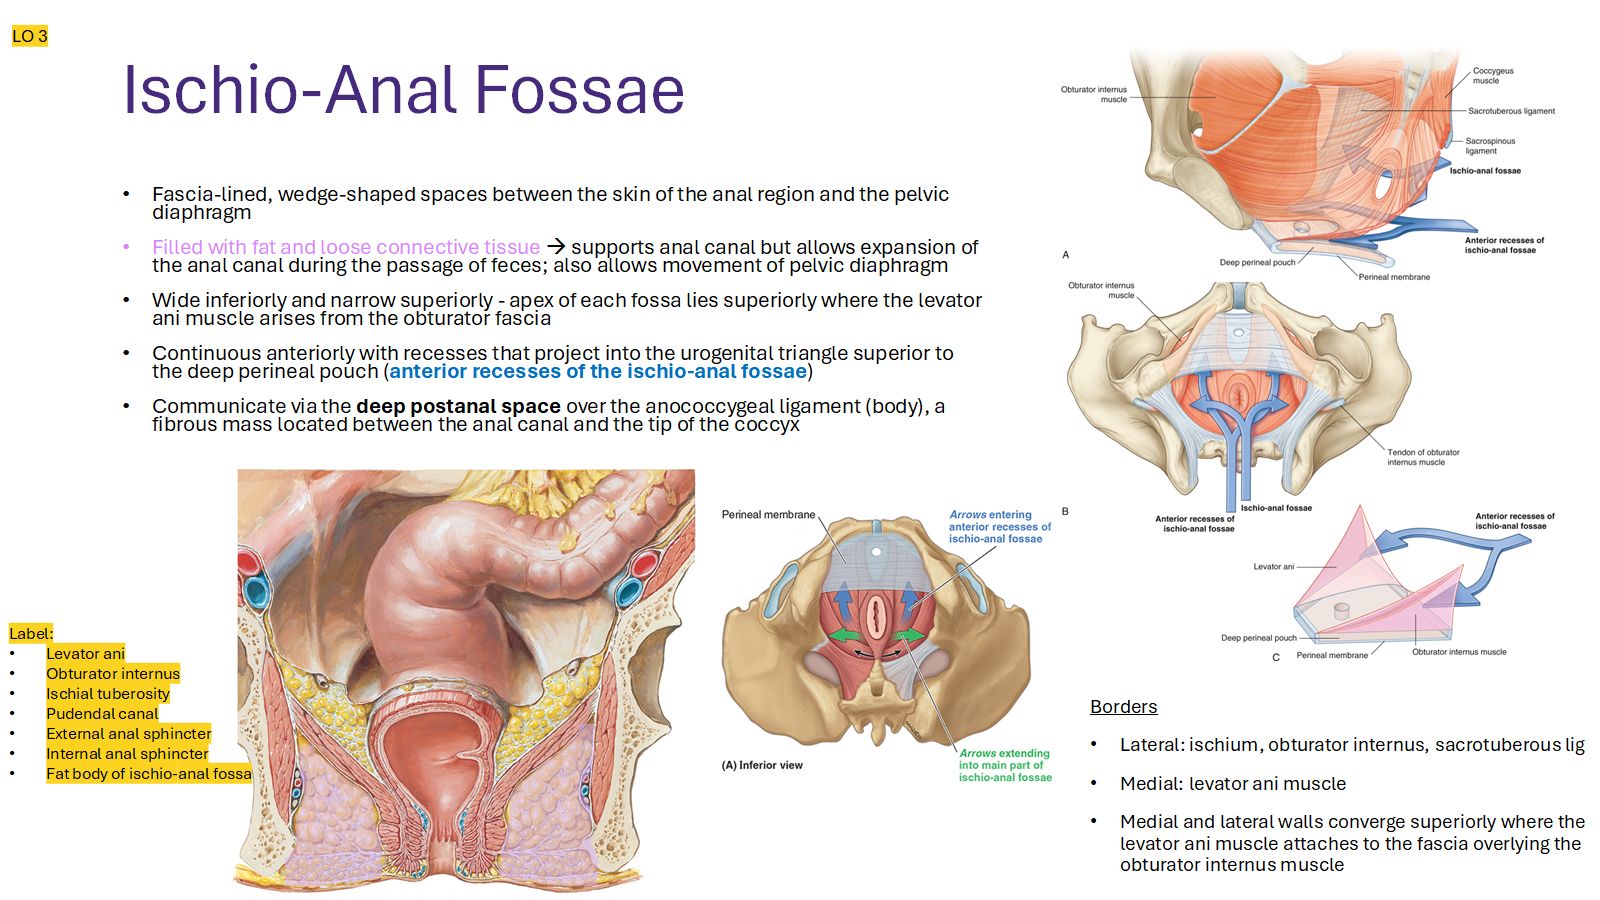 LO 3
Ischio-Anal Fossae
• Fascia-lined, wedge-shaped spaces between the skin of the anal region and the pelvic
diaphragm
• Filled with fat and loose connective tissue → supports anal canal but allows expansion of
the anal canal during the passage of feces; also allows movement of pelvic diaphragm
• Wide inferiorly and narrow superiorly - apex of each fossa lies superiorly where the levator
ani muscle arises from the obturator fascia
• Continuous anteriorly with recesses that project into the urogenital triangle superior to
the deep perineal pouch (anterior recesses of the ischio-anal fossae)
• Communicate via the deep postanal space over the anococcygeal ligament (body), a
fibrous mass located between the anal canal and the tip of the coccyx
Label:
• Levator ani
• Obturator internus
• Ischial tuberosity
• Pudendal canal
• External anal sphincter
• Internal anal sphincter
• Fat body of ischio-anal fossa
Perineal membrane
Arrows entering
anterior recesses of
ischio-anal fossae
Arrows extending
into main part of
ischio-anal fossae
(A) Inferior view
Obturator internus
muscle
Coccygeus
muscle
Sacrotuberous ligament
Sacrospinous
ligament
Ischio-anal fossae
Anterior recesses of
ischio-anal fossae
Deep perineal pouch
Perineal membrane
A
Obturator internus
muscle
Tendon of obturator
internus muscle
Ischio-anal fossae
Anterior recesses of
ischio-anal fossae
B
Anterior recesses of
ischio-anal fossae
Levator ani
Deep perineal pouch
Perineal membrane
Obturator internus muscle
C
Borders
• Lateral: ischium, obturator internus, sacrotuberous lig
• Medial: levator ani muscle
• Medial and lateral walls converge superiorly where the
levator ani muscle attaches to the fascia overlying the
obturator internus muscle